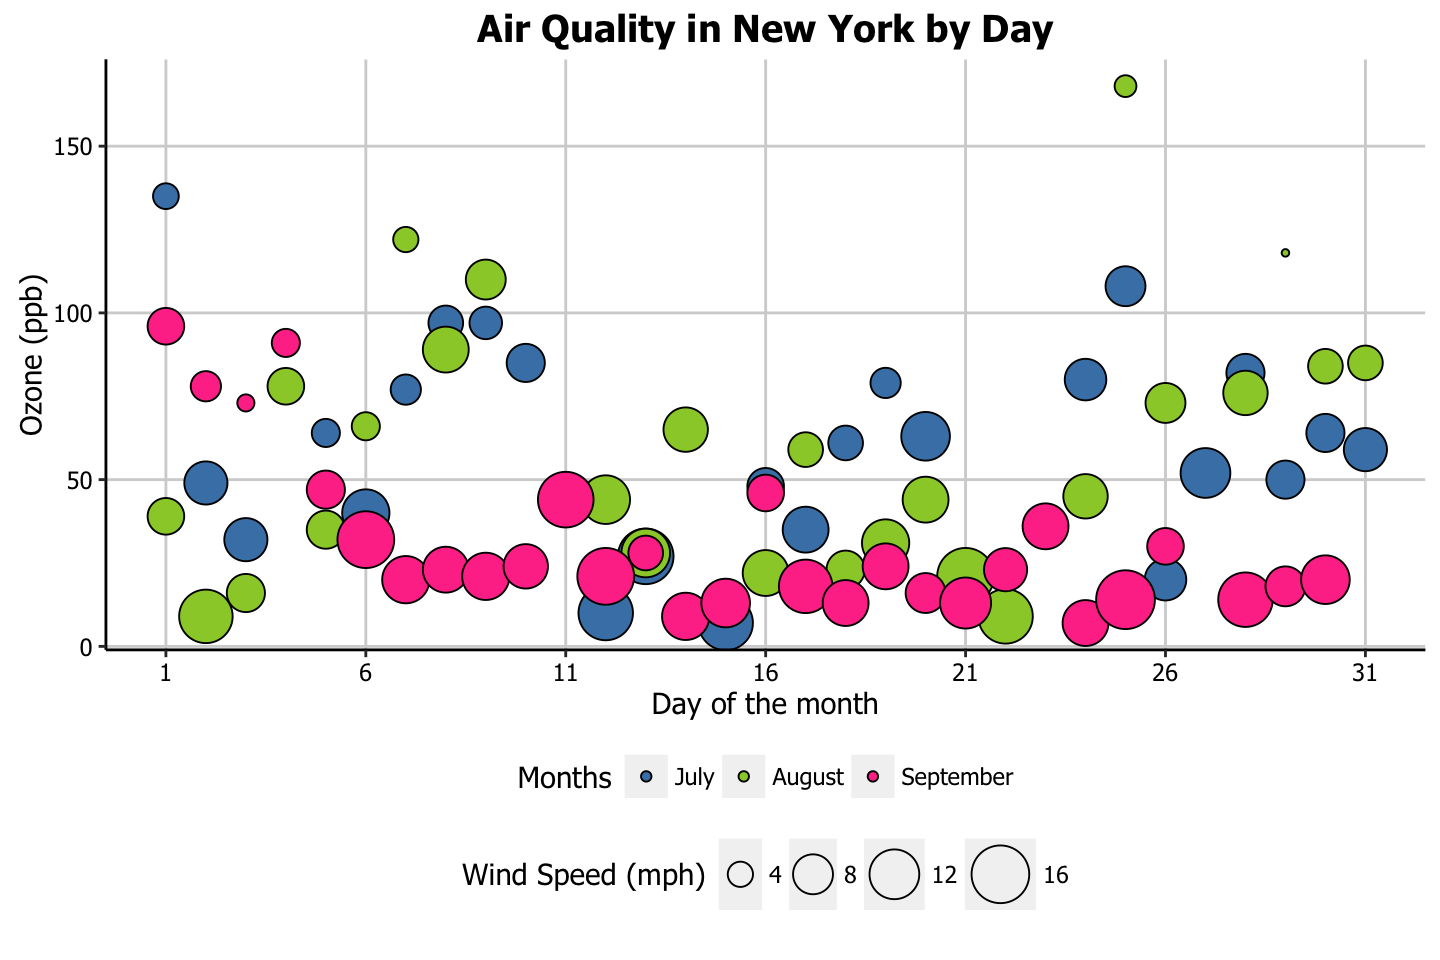 Air Quality in New York by Day
Ozone (ppb)
150
100
50
0
1 6 11 16 21 26 31
Day of the month
Months July August September
Wind Speed (mph) 4 8 12 16